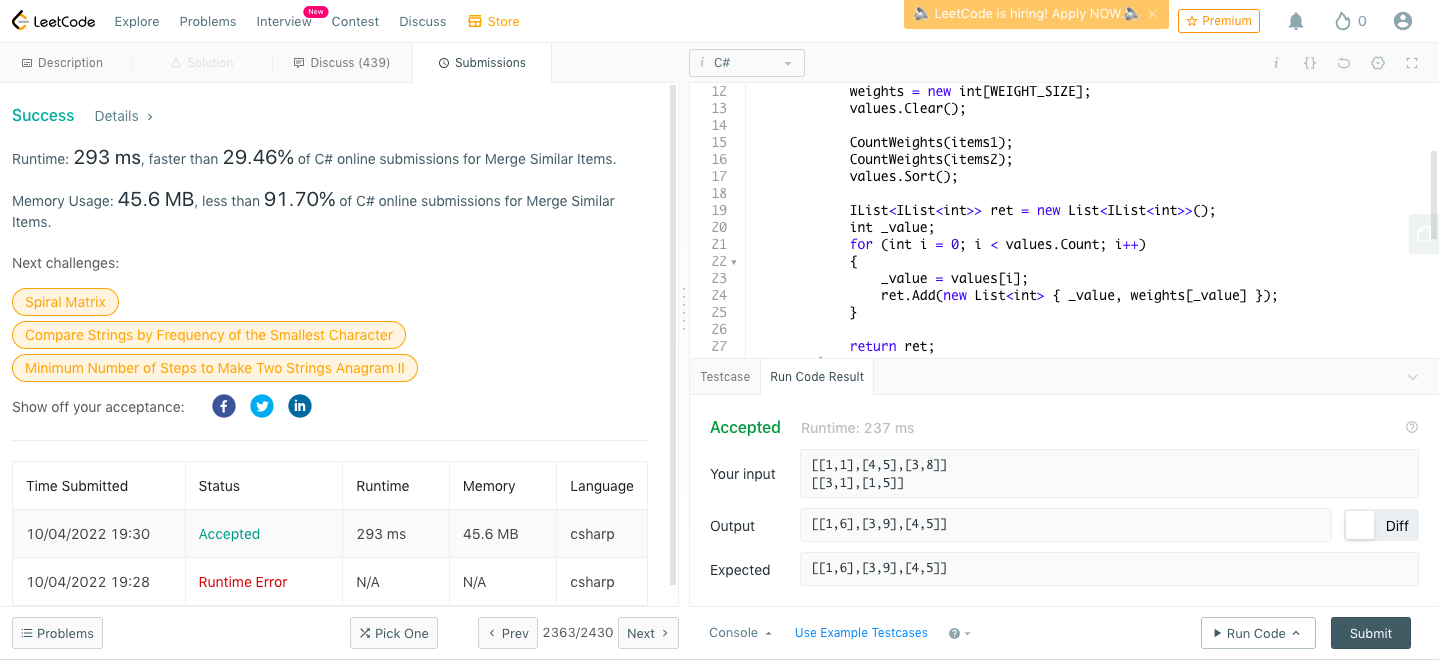 LeetCode Explore Problems Interview New Contest Discuss Store LeetCode is hiring! Apply NOW. × Premium 0
Description Solution Discuss (439) Submissions
i C# i {}
Success Details >
Runtime: 293 ms, faster than 29.46% of C# online submissions for Merge Similar Items.
Memory Usage: 45.6 MB, less than 91.70% of C# online submissions for Merge Similar
Items.
Next challenges:
Spiral Matrix
Compare Strings by Frequency of the Smallest Character
Minimum Number of Steps to Make Two Strings Anagram II
Show off your acceptance: f in
Time Submitted Status Runtime Memory Language
10/04/2022 19:30 Accepted 293 ms 45.6 MB csharp
10/04/2022 19:28 Runtime Error N/A N/A csharp
Problems Pick One < Prev 2363/2430 Next >
12 weights = new int[WEIGHT_SIZE];
13 values.Clear();
14
15 CountWeights(items1);
16 CountWeights(items2);
17 values.Sort();
18
19 IList<IList<int>> ret = new List<IList<int>>();
20 int _value;
21 for (int i = 0; i < values.Count; i++)
22 {
23 _value = values[i];
24 ret.Add(new List<int> { _value, weights[_value] });
25 }
26
27 return ret;
Testcase Run Code Result
Accepted Runtime: 237 ms ?
Your input
[[1,1],[4,5],[3,8]]
[[3,1],[1,5]]
Output [[1,6],[3,9],[4,5]] Diff
Expected [[1,6],[3,9],[4,5]]
Console Use Example Testcases ? Run Code Submit